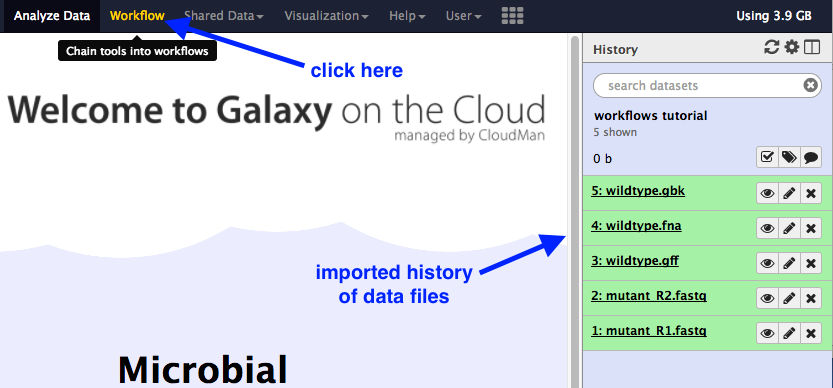 Analyze Data Workflow Shared Data Visualization Help User Using 3.9 GB
Chain tools into workflows
click here
Welcome to Galaxy on the Cloud
managed by CloudMan
imported history
of data files
Microbial
History
search datasets
workflows tutorial
5 shown
0 b
5: wildtype.gbk
4: wildtype.fna
3: wildtype.gff
2: mutant_R2.fastq
1: mutant_R1.fastq